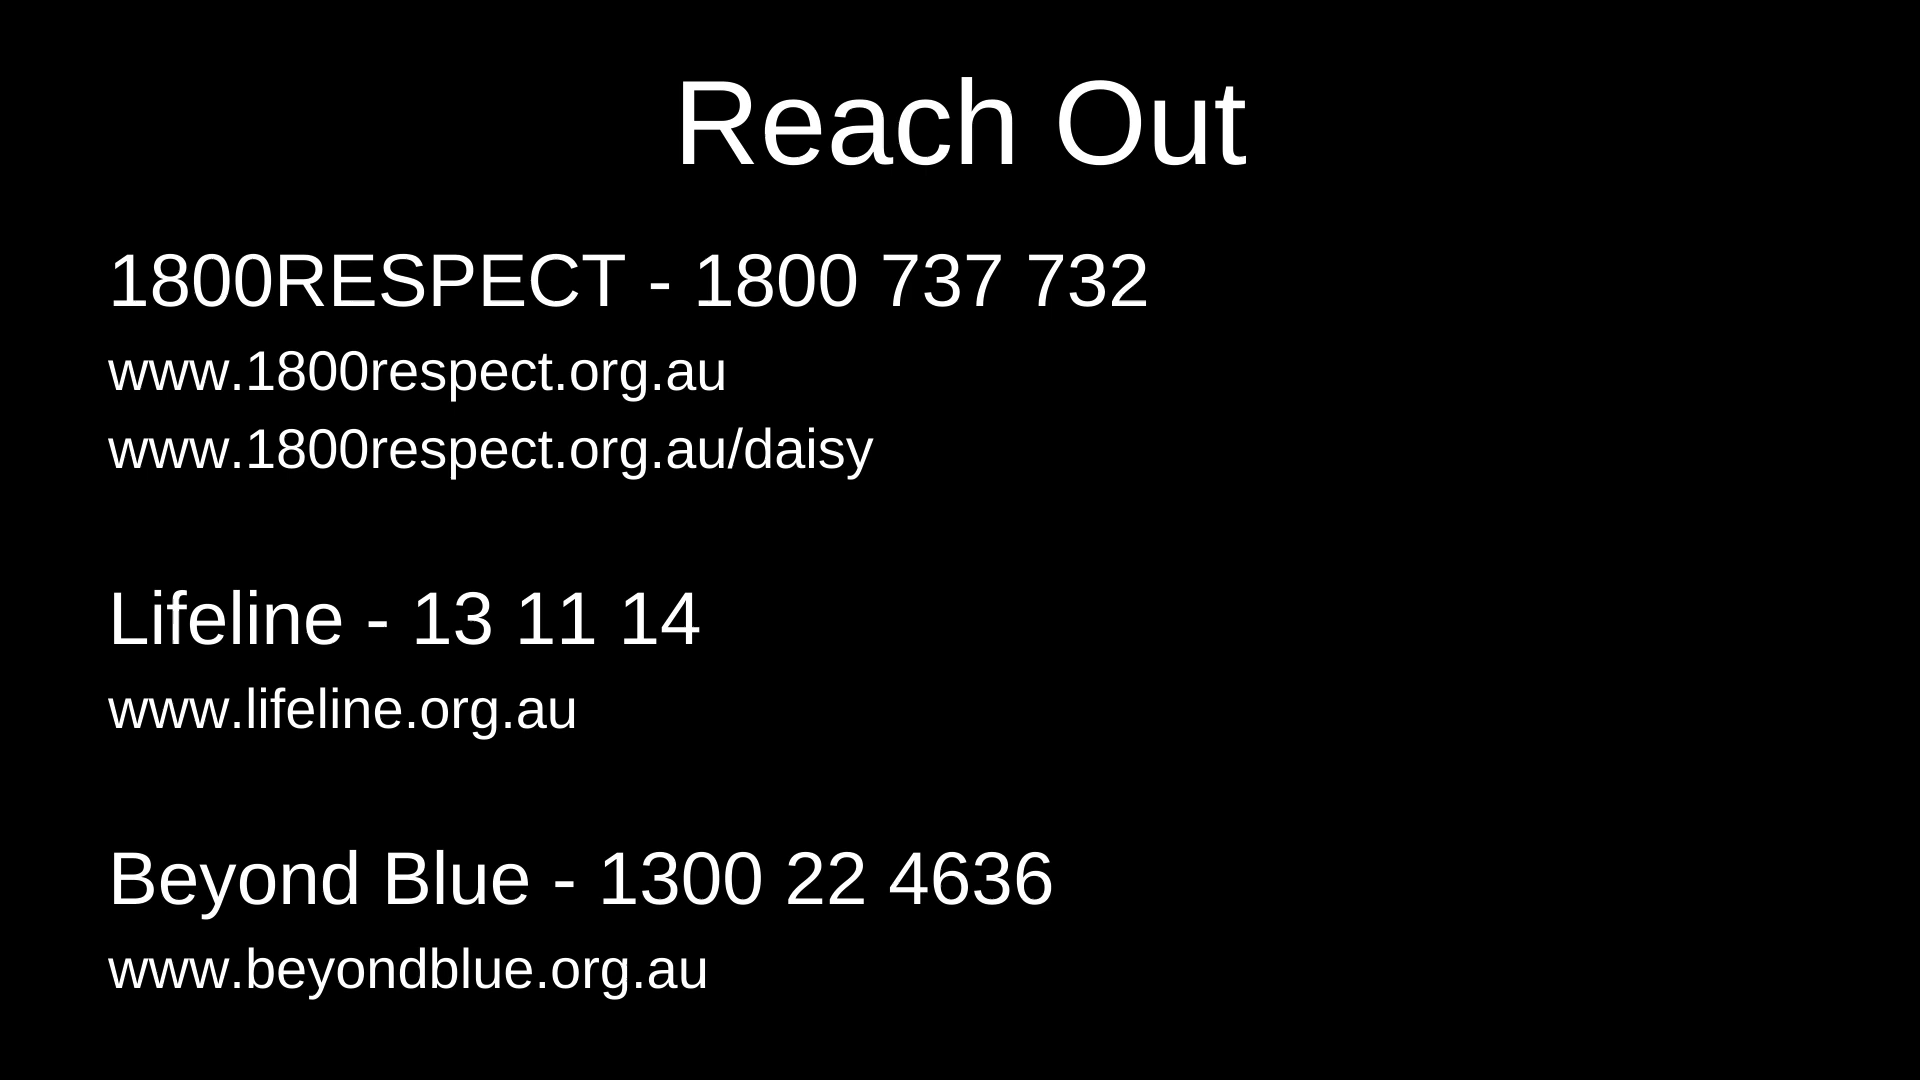 Reach Out
1800RESPECT - 1800 737 732
www.1800respect.org.au
www.1800respect.org.au/daisy
Lifeline - 13 11 14
www.lifeline.org.au
Beyond Blue - 1300 22 4636
www.beyondblue.org.au